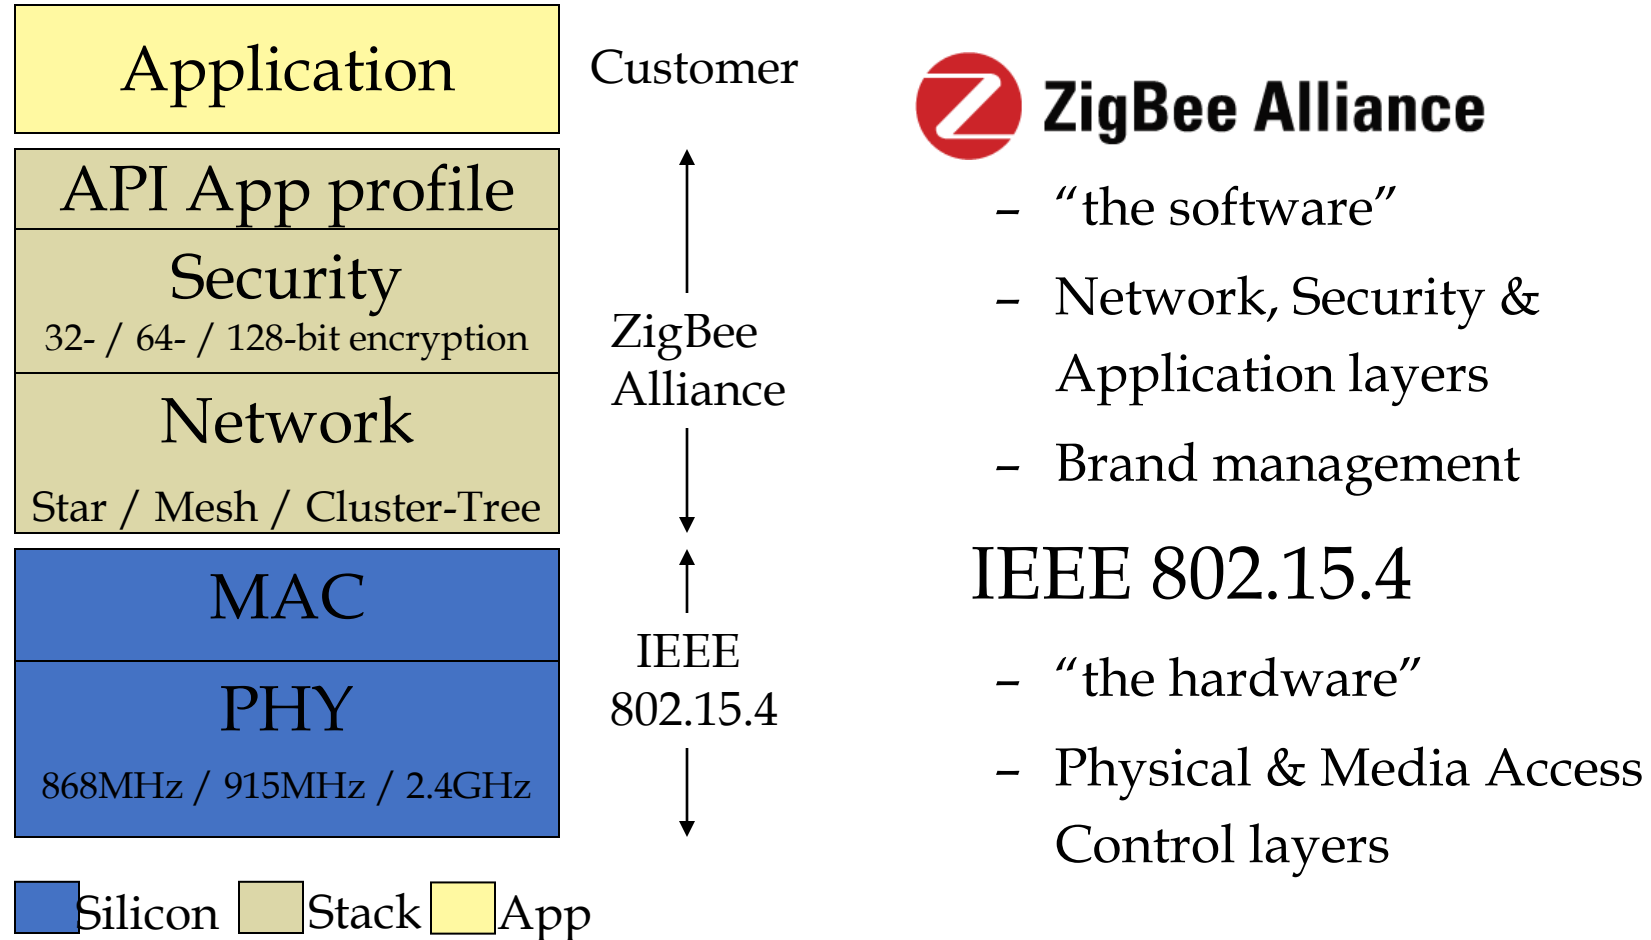 Application
Customer
API App profile
Security
32- / 64- / 128-bit encryption
Network
Star / Mesh / Cluster-Tree
ZigBee
Alliance
MAC
PHY
868MHz / 915MHz / 2.4GHz
IEEE
802.15.4
Silicon
Stack
App
Z ZigBee Alliance
– “the software”
– Network, Security &
Application layers
– Brand management
IEEE 802.15.4
– “the hardware”
– Physical & Media Access
Control layers